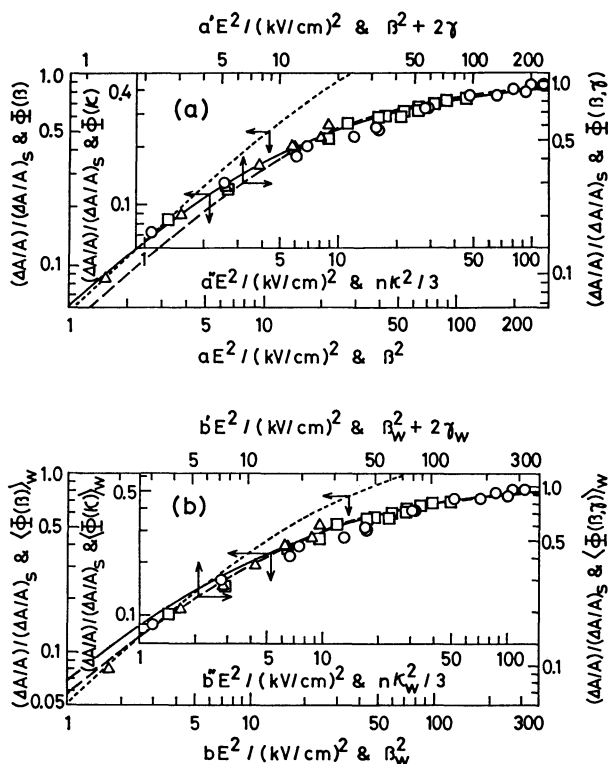 a′E²/(kV/cm)² & β²+2γ
1 5 10 50 100 200
(ΔA/A)/(ΔA/A)s & Φ(β)
1.0
0.5
0.1
(ΔA/A)/(ΔA/A)s & Φ(κ)
0.4
0.1
(a)
1 5 10 50 100
a″E²/(kV/cm)² & nκ²/3
1.0
0.5
0.1
(ΔA/A)/(ΔA/A)s & Φ(β,γ)
1 5 10 50 100 200
aE²/(kV/cm)² & β²
b′E²/(kV/cm)² & βw²+2γw
1 5 10 50 100 300
(ΔA/A)/(ΔA/A)s & ⟨Φ(β)⟩w
1.0
0.5
0.1
0.05
(ΔA/A)/(ΔA/A)s & ⟨Φ(κ)⟩w
0.5
0.1
(b)
1 5 10 50 100
b″E²/(kV/cm)² & nκw²/3
1.0
0.5
0.1
(ΔA/A)/(ΔA/A)s & ⟨Φ(β,γ)⟩w
1 5 10 50 100 300
bE²/(kV/cm)² & βw²